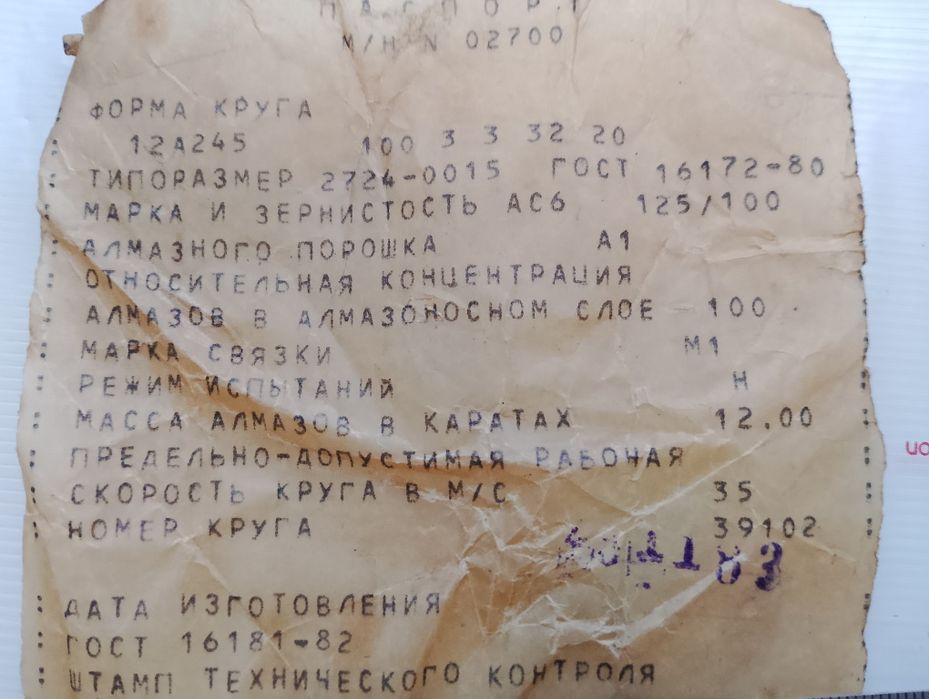 ПАСПОРТ
М/Н N 02700
ФОРМА КРУГА
12А245 100 3 3 32 20
ТИПОРАЗМЕР 2724-0015 ГОСТ 16172-80
МАРКА И ЗЕРНИСТОСТЬ АС6 125/100
АЛМАЗНОГО ПОРОШКА А1
ОТНОСИТЕЛЬНАЯ КОНЦЕНТРАЦИЯ
АЛМАЗОВ В АЛМАЗОНОСНОМ СЛОЕ 100
МАРКА СВЯЗКИ М1
РЕЖИМ ИСПЫТАНИЙ Н
МАССА АЛМАЗОВ В КАРАТАХ 12.00
ПРЕДЕЛЬНО-ДОПУСТИМАЯ РАБОЧАЯ
СКОРОСТЬ КРУГА В М/С 35
НОМЕР КРУГА 39102
83
ДАТА ИЗГОТОВЛЕНИЯ
ГОСТ 16181-82
ШТАМП ТЕХНИЧЕСКОГО КОНТРОЛЯ